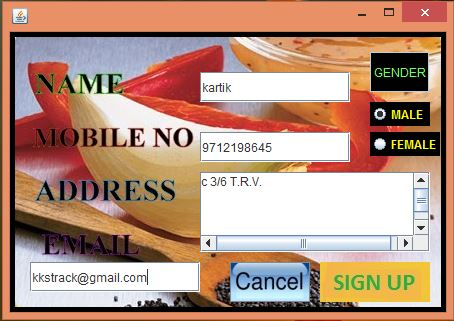 NAME
kartik
GENDER
MALE
MOBILE NO
9712198645
FEMALE
ADDRESS
c 3/6 T.R.V.
EMAIL
kkstrack@gmail.com
Cancel
SIGN UP